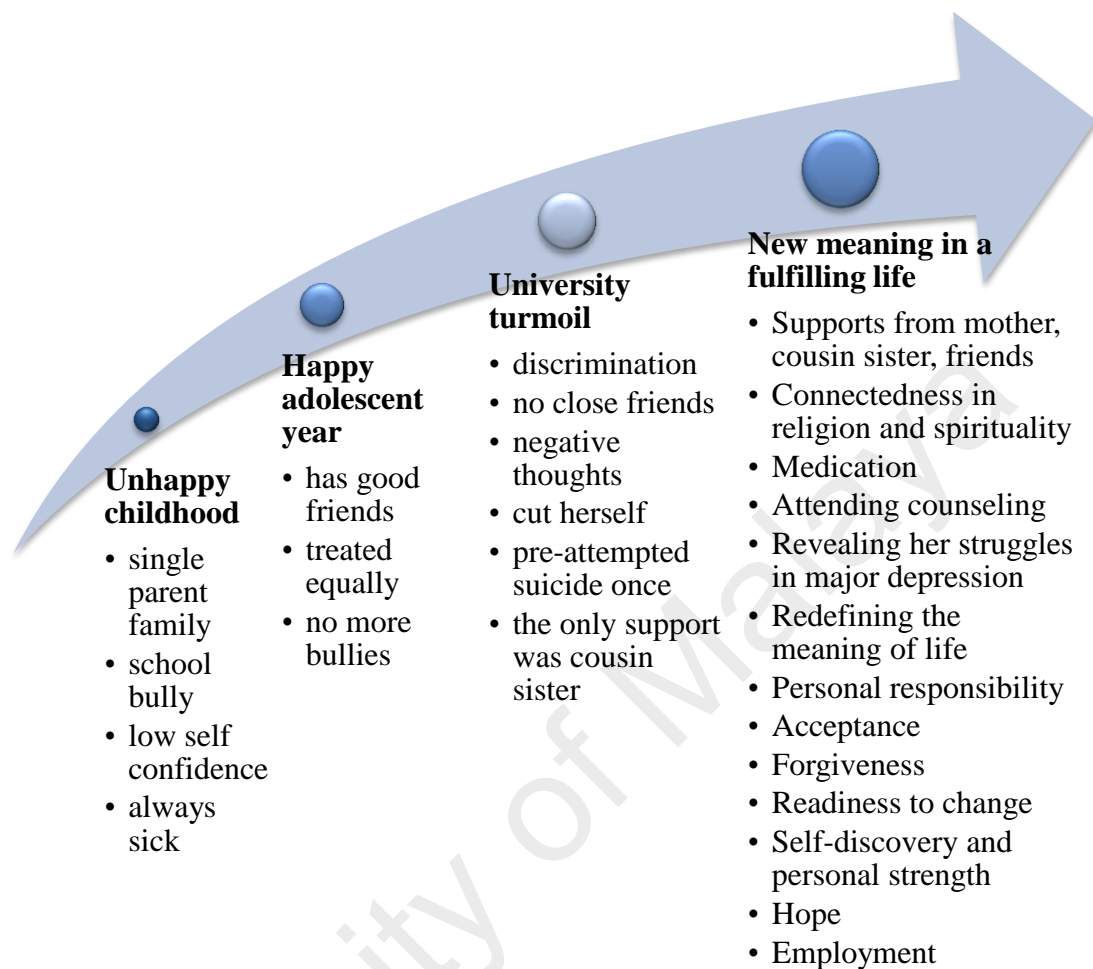 Unhappy
childhood
• single
parent
family
• school
bully
• low self
confidence
• always
sick
Happy
adolescent
year
• has good
friends
• treated
equally
• no more
bullies
University
turmoil
• discrimination
• no close friends
• negative
thoughts
• cut herself
• pre-attempted
suicide once
• the only support
was cousin
sister
New meaning in a
fulfilling life
• Supports from mother,
cousin sister, friends
• Connectedness in
religion and spirituality
• Medication
• Attending counseling
• Revealing her struggles
in major depression
• Redefining the
meaning of life
• Personal responsibility
• Acceptance
• Forgiveness
• Readiness to change
• Self-discovery and
personal strength
• Hope
• Employment
ity of Malaya